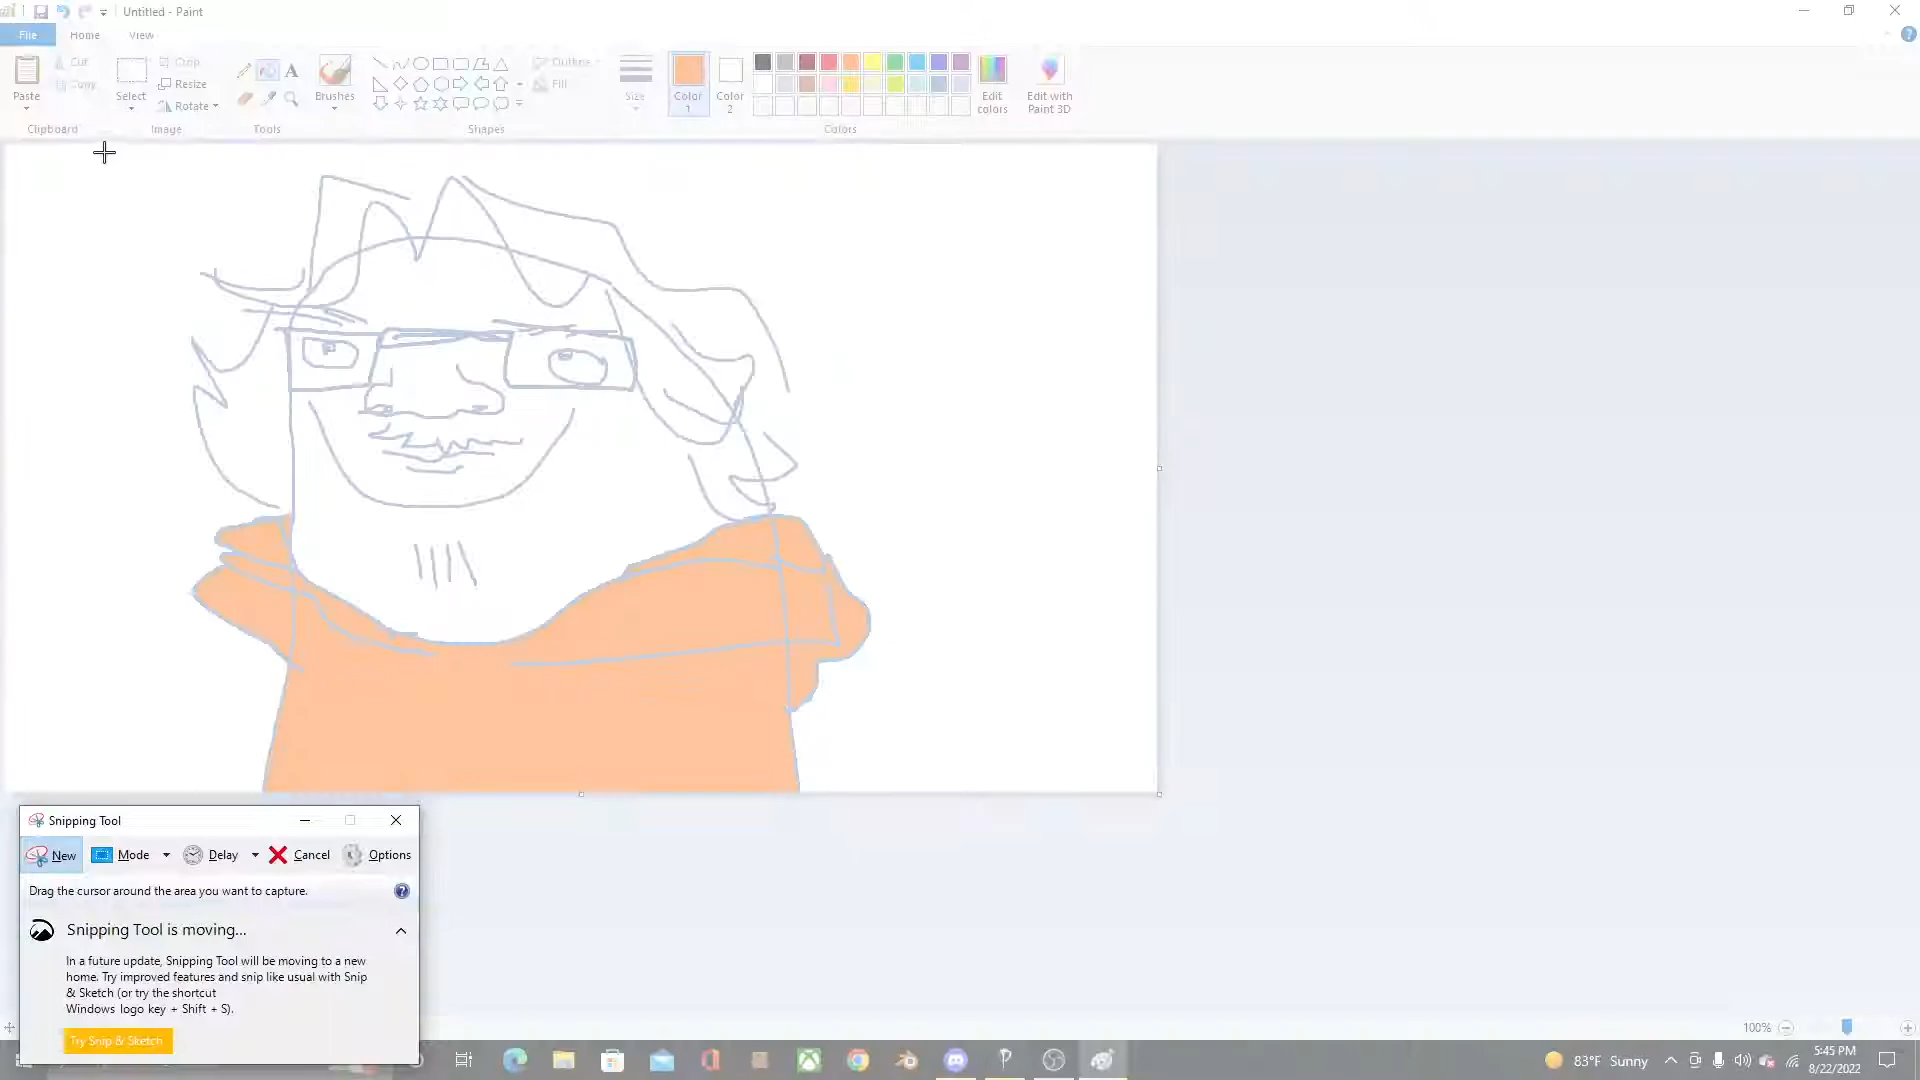 Untitled - Paint
File
Home
View
Paste
Cut
Copy
Clipboard
Select
Crop
Resize
Rotate
Image
Tools
Brushes
Shapes
Outline
Fill
Size
Color
1
Color
2
Colors
Edit
colors
Edit with
Paint 3D
Snipping Tool
New
Mode
Delay
Cancel
Options
Drag the cursor around the area you want to capture.
Snipping Tool is moving...
In a future update, Snipping Tool will be moving to a new
home. Try improved features and snip like usual with Snip
& Sketch (or try the shortcut
Windows logo key + Shift + S).
Try Snip & Sketch
100%
83°F Sunny
5:45 PM
8/22/2022